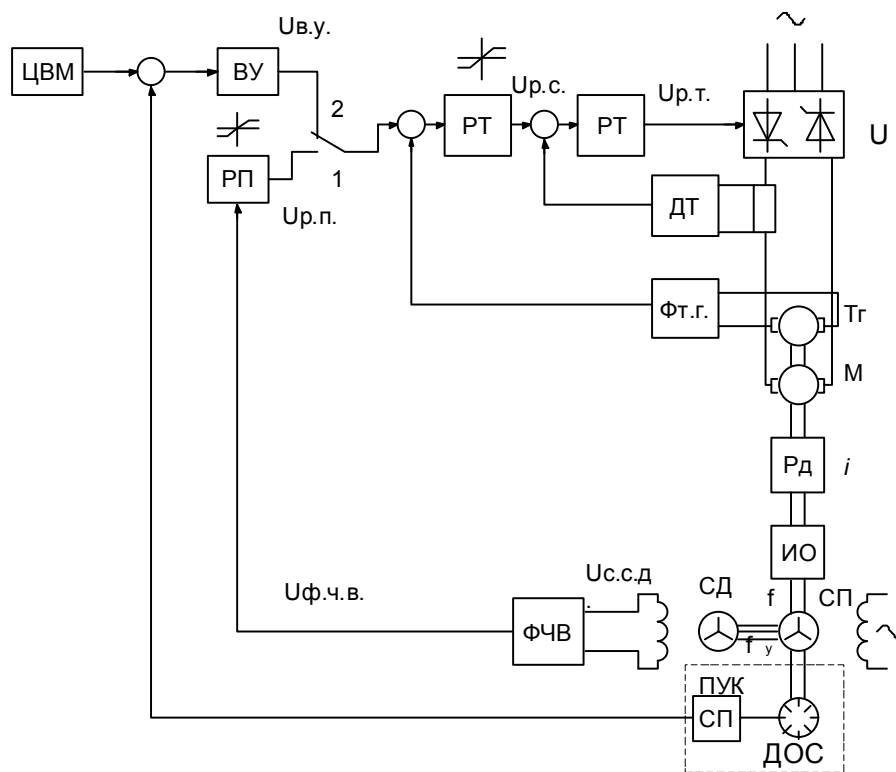 Uв.у.
ЦВМ
ВУ
2
Uр.с.
Uр.т.
РТ
РТ
U
РП
1
Uр.п.
ДТ
Фт.г.
Тг
М
Рд
i
ИО
Uс.с.д
СД
f
СП
Uф.ч.в.
ФЧВ
f у
ПУК
СП
ДОС